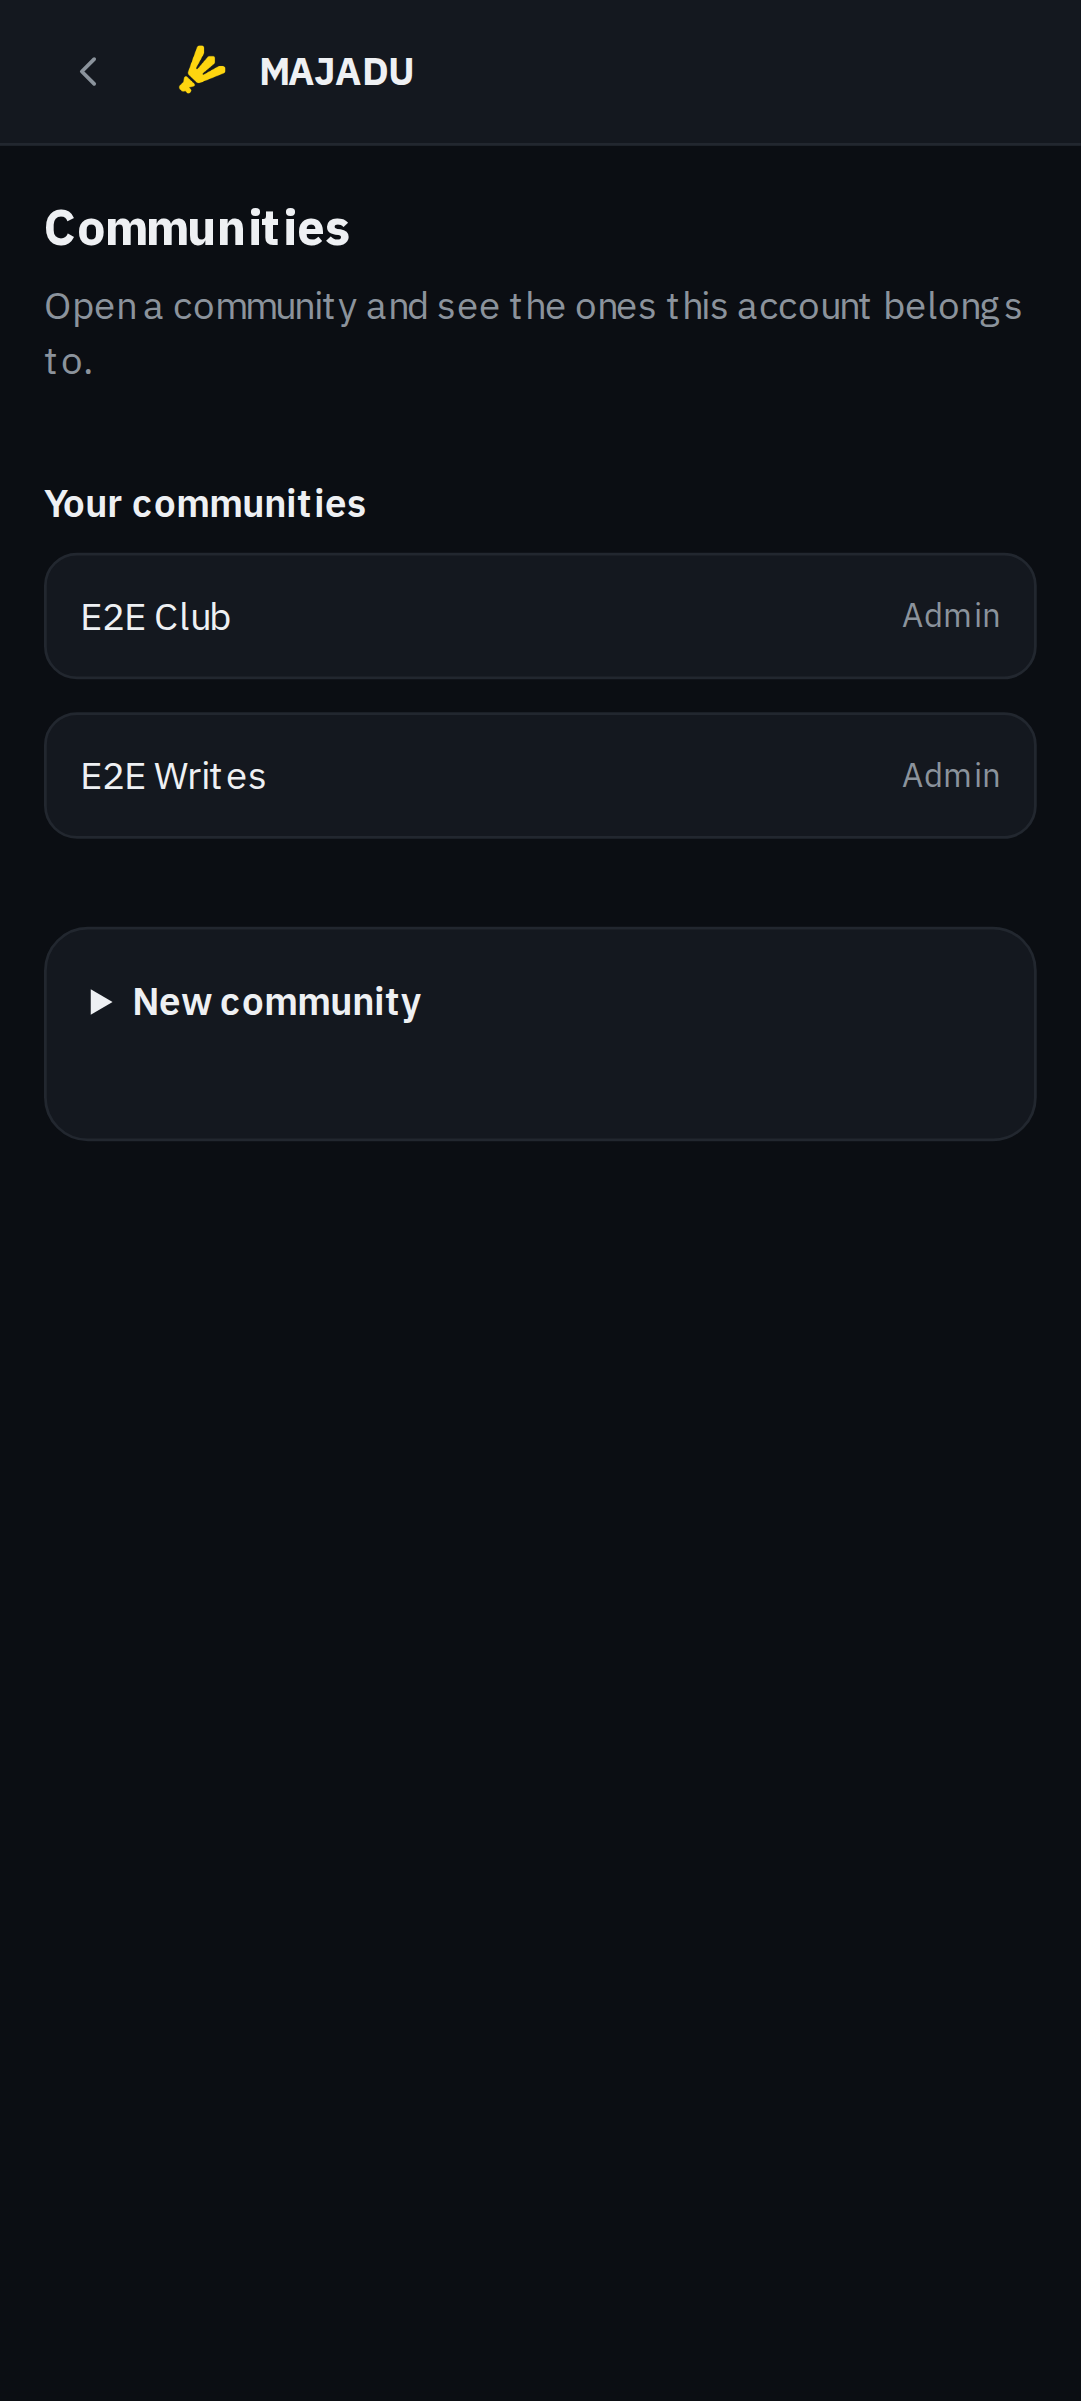 MAJADU
Communities
Open a community and see the ones this account belongs
to.
Your communities
E2E Club
Admin
E2E Writes
Admin
New community